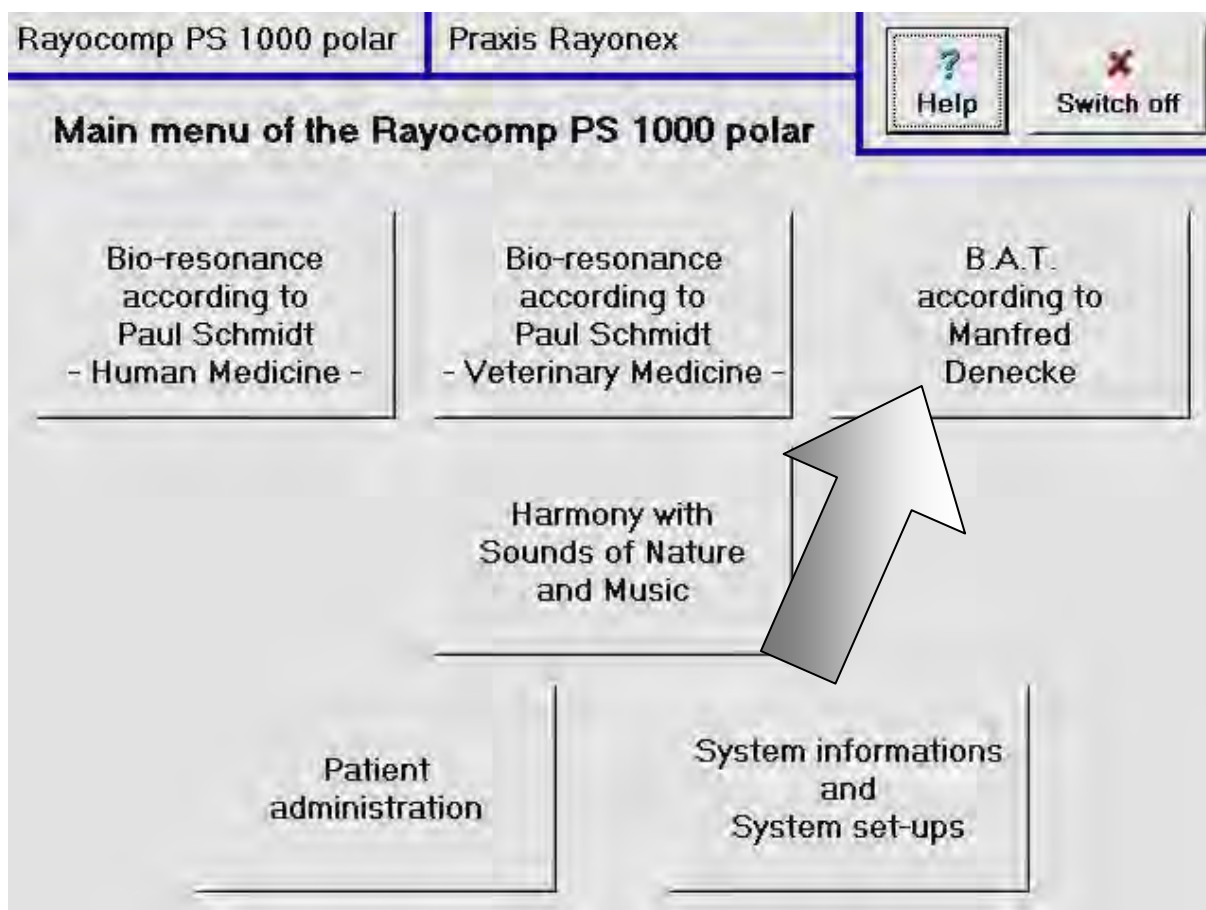 Rayocomp PS 1000 polar
Praxis Rayonex
?
Help
Switch off
Main menu of the Rayocomp PS 1000 polar
Bio-resonance
according to
Paul Schmidt
- Human Medicine -
Bio-resonance
according to
Paul Schmidt
- Veterinary Medicine -
B.A.T.
according to
Manfred
Denecke
Harmony with
Sounds of Nature
and Music
Patient
administration
System informations
and
System set-ups